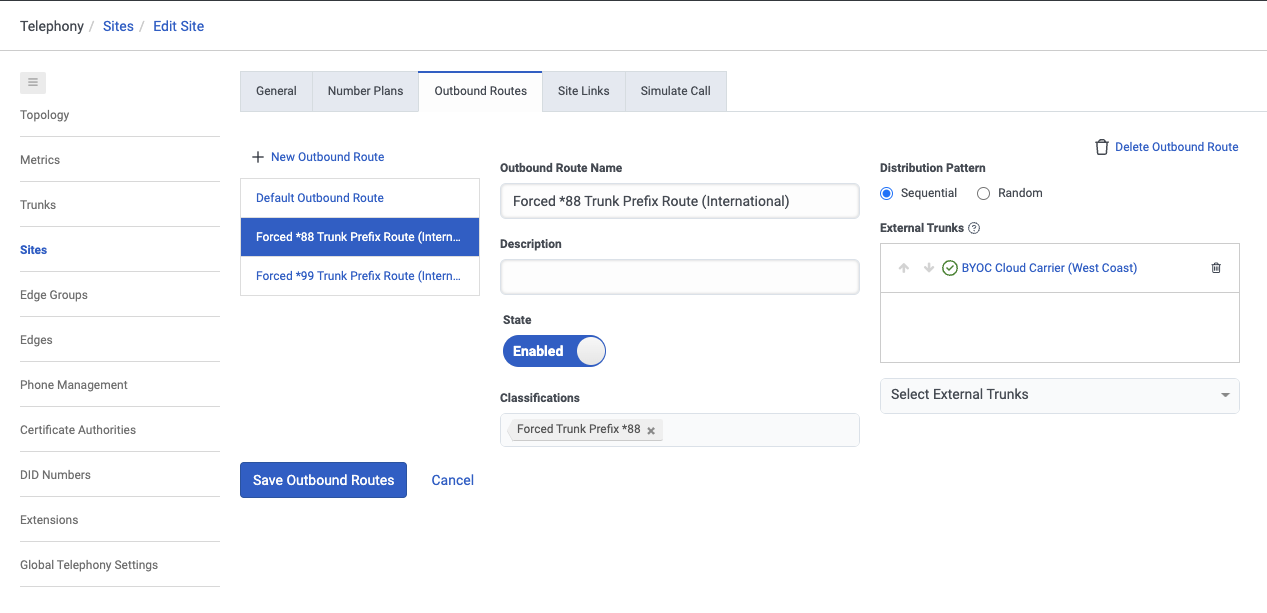 Telephony / Sites / Edit Site
Topology
Metrics
Trunks
Sites
Edge Groups
Edges
Phone Management
Certificate Authorities
DID Numbers
Extensions
Global Telephony Settings
General Number Plans Outbound Routes Site Links Simulate Call
New Outbound Route
Default Outbound Route
Forced *88 Trunk Prefix Route (Intern...
Forced *99 Trunk Prefix Route (Intern...
Outbound Route Name
Forced *88 Trunk Prefix Route (International)
Description
State
Enabled
Classifications
Forced Trunk Prefix *88
Delete Outbound Route
Distribution Pattern
Sequential Random
External Trunks
BYOC Cloud Carrier (West Coast)
Select External Trunks
Save Outbound Routes Cancel